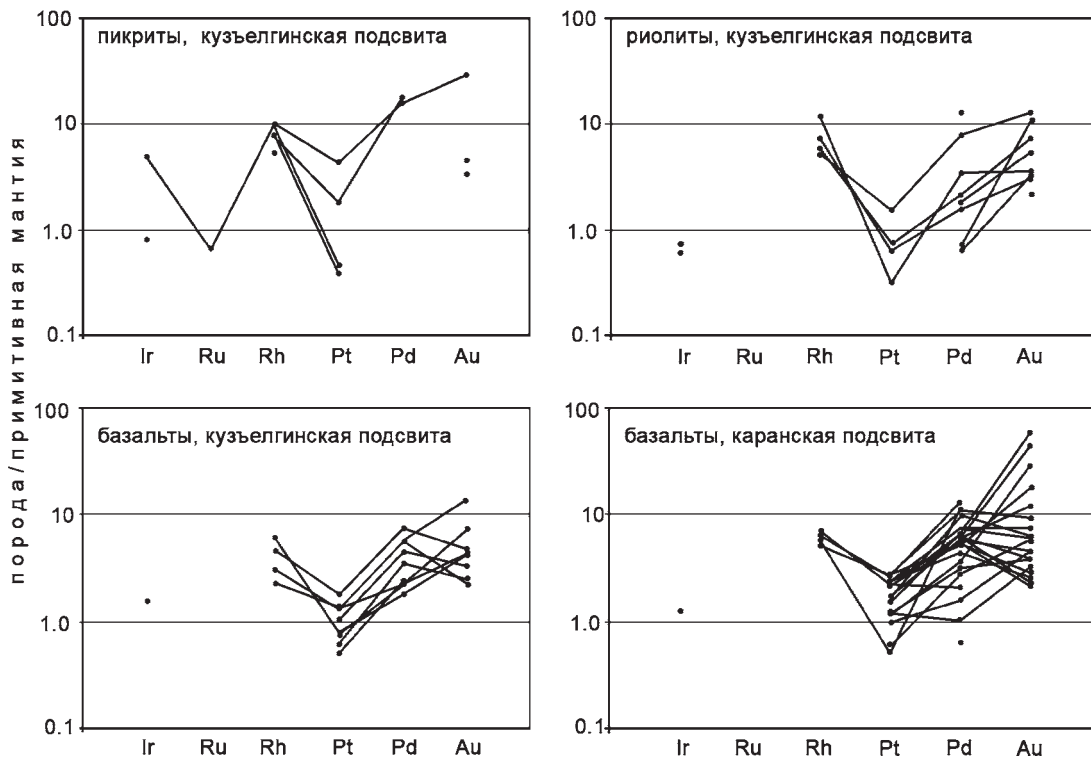 порода/примитивная мантия
100
10
1.0
0.1
пикриты, кузъелгинская подсвита
Ir Ru Rh Pt Pd Au
100
10
1.0
0.1
риолиты, кузъелгинская подсвита
Ir Ru Rh Pt Pd Au
100
10
1.0
0.1
базальты, кузъелгинская подсвита
Ir Ru Rh Pt Pd Au
100
10
1.0
0.1
базальты, каранская подсвита
Ir Ru Rh Pt Pd Au